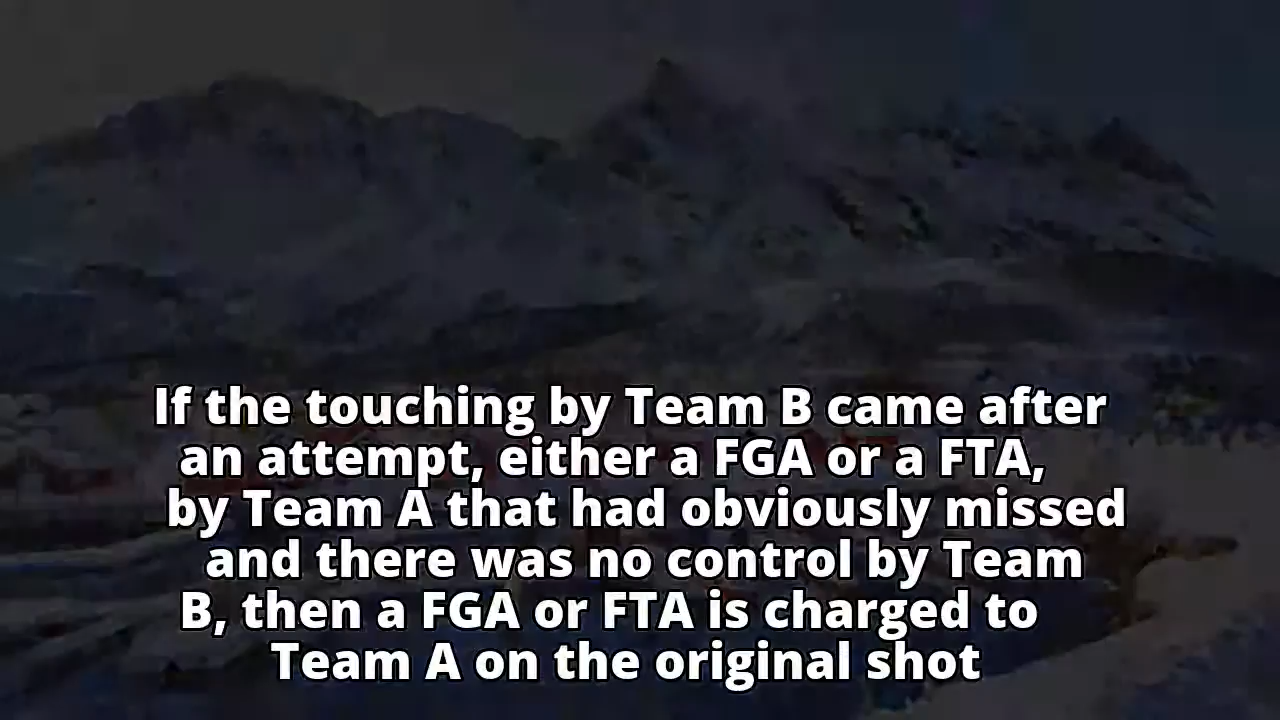 If the touching by Team B came after
an attempt, either a FGA or a FTA,
by Team A that had obviously missed
and there was no control by Team
B, then a FGA or FTA is charged to
Team A on the original shot